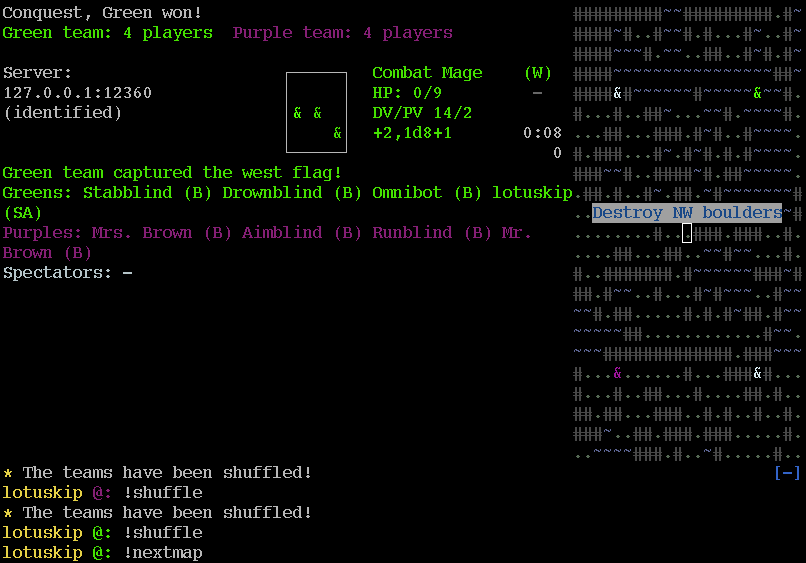 Conquest, Green won!
Green team: 4 players  Purple team: 4 players
Server:
127.0.0.1:12360
(identified)
Combat Mage    (W)
HP: 0/9         -
DV/PV 14/2
+2,1d8+1       0:08
0
Green team captured the west flag!
Greens: Stabblind (B) Drownblind (B) Omnibot (B) lotuskip
(SA)
Purples: Mrs. Brown (B) Aimblind (B) Runblind (B) Mr.
Brown (B)
Spectators: -
Destroy NW boulders
[-]
* The teams have been shuffled!
lotuskip @: !shuffle
* The teams have been shuffled!
lotuskip @: !shuffle
lotuskip @: !nextmap